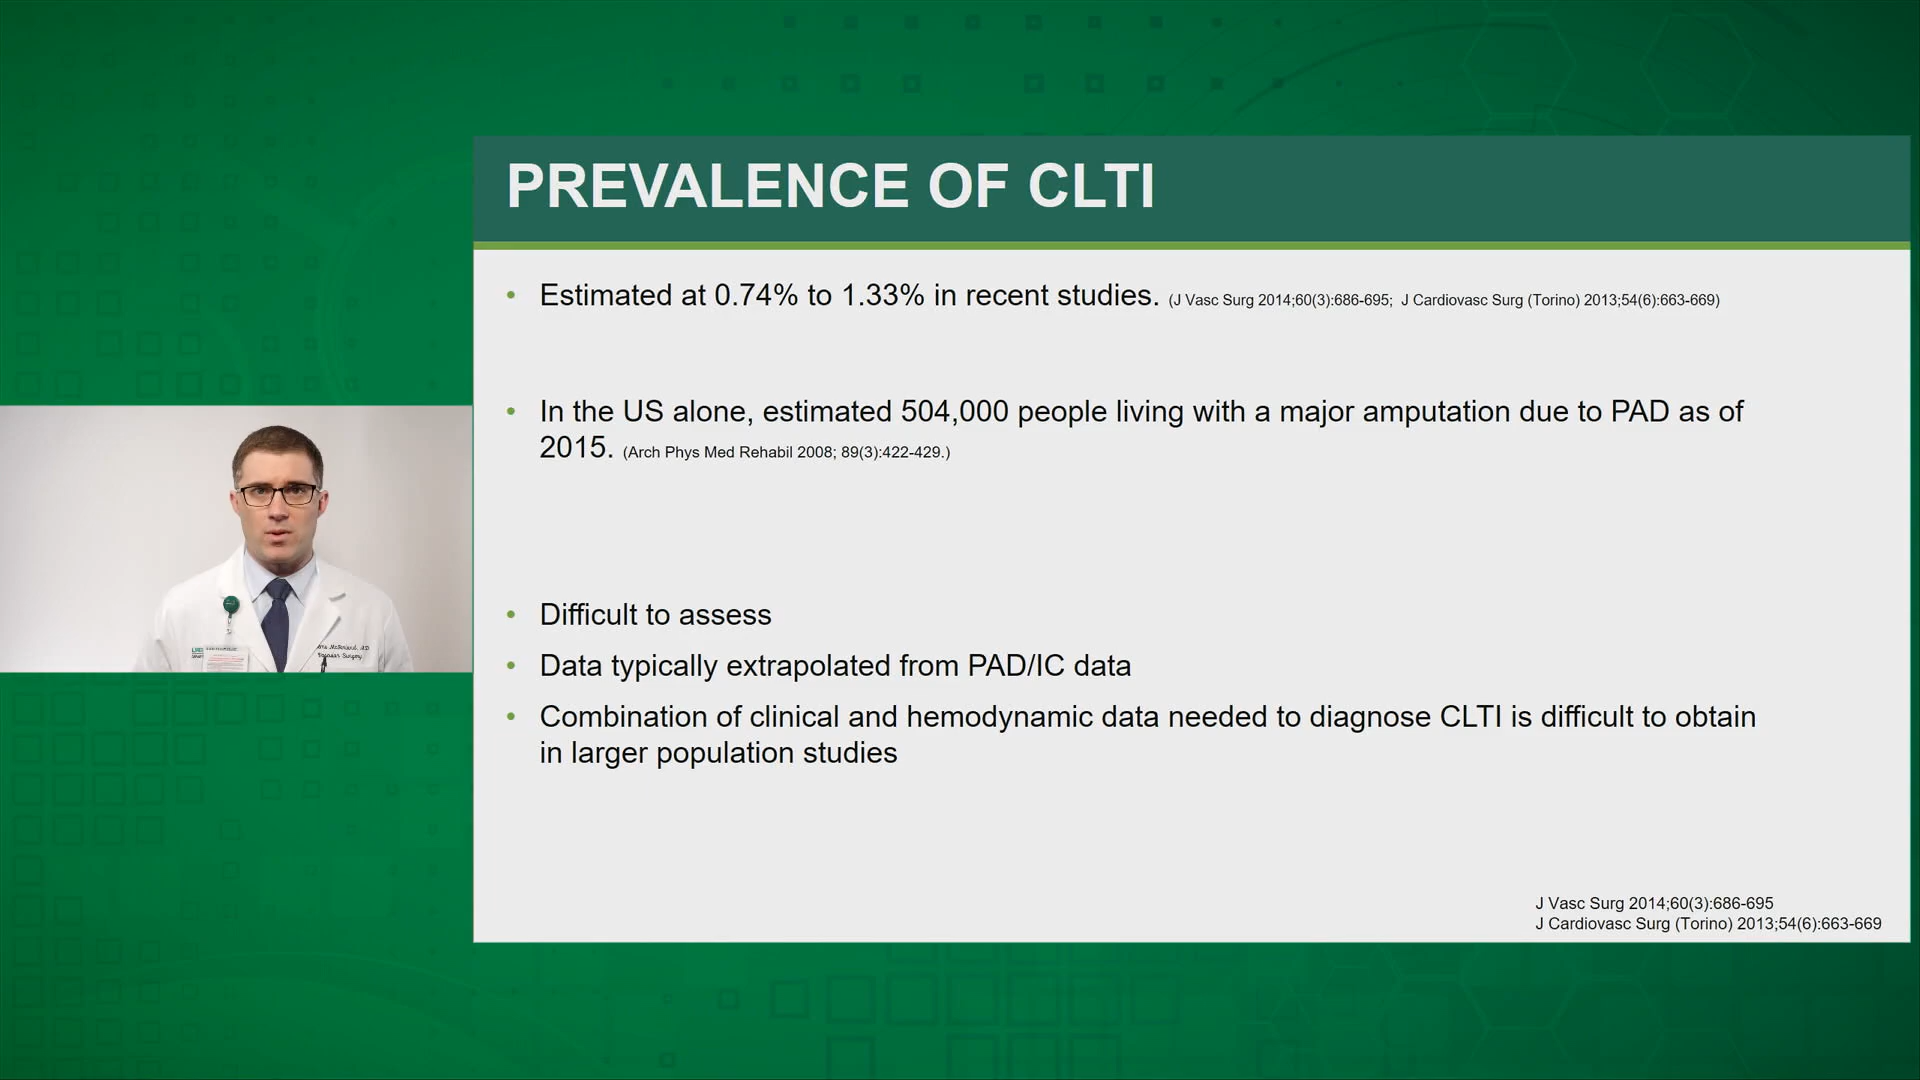 PREVALENCE OF CLTI
• Estimated at 0.74% to 1.33% in recent studies. (J Vasc Surg 2014;60(3):686-695; J Cardiovasc Surg (Torino) 2013;54(6):663-669)
• In the US alone, estimated 504,000 people living with a major amputation due to PAD as of
2015. (Arch Phys Med Rehabil 2008; 89(3):422-429.)
• Difficult to assess
• Data typically extrapolated from PAD/IC data
• Combination of clinical and hemodynamic data needed to diagnose CLTI is difficult to obtain
in larger population studies
J Vasc Surg 2014;60(3):686-695
J Cardiovasc Surg (Torino) 2013;54(6):663-669
Surgery